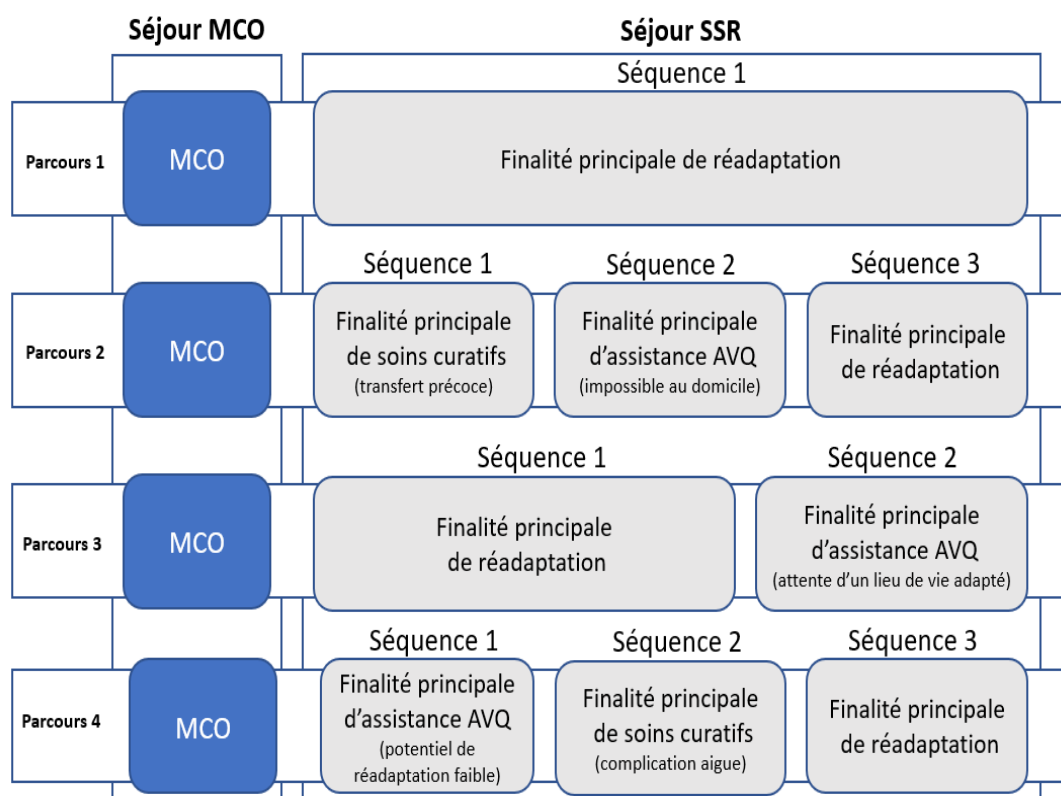 Séjour MCO
Séjour SSR
Séquence 1
Parcours 1
MCO
Finalité principale de réadaptation
Séquence 1
Séquence 2
Séquence 3
Parcours 2
MCO
Finalité principale
de soins curatifs
(transfert précoce)
Finalité principale
d'assistance AVQ
(impossible au domicile)
Finalité principale
de réadaptation
Séquence 1
Séquence 2
Parcours 3
MCO
Finalité principale
de réadaptation
Finalité principale
d'assistance AVQ
(attente d'un lieu de vie adapté)
Séquence 1
Séquence 2
Séquence 3
Parcours 4
MCO
Finalité principale
d'assistance AVQ
(potentiel de
réadaptation faible)
Finalité principale
de soins curatifs
(complication aigue)
Finalité principale
de réadaptation